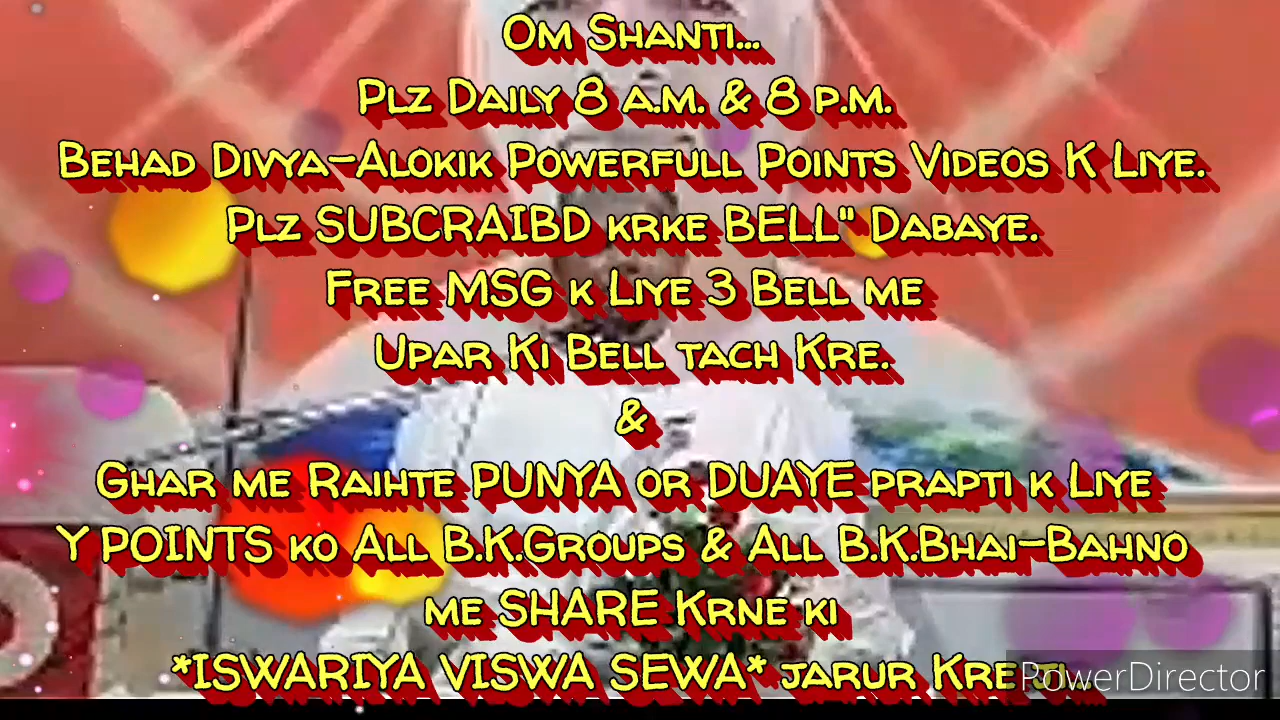 Om Shanti...
Plz Daily 8 a.m. & 8 p.m.
Behad Divya-Alokik Powerfull Points Videos K Liye.
Plz SUBCRAIBD krke BELL" Dabaye.
Free MSG k Liye 3 Bell me
Upar Ki Bell tach Kre.
&
Ghar me Raihte PUNYA or DUAYE prapti k Liye
Y POINTS ko All B.K.Groups & All B.K.Bhai-Bahno
me SHARE Krne ki
*ISWARIYA VISWA SEWA* jarur Kre ji...
PowerDirector